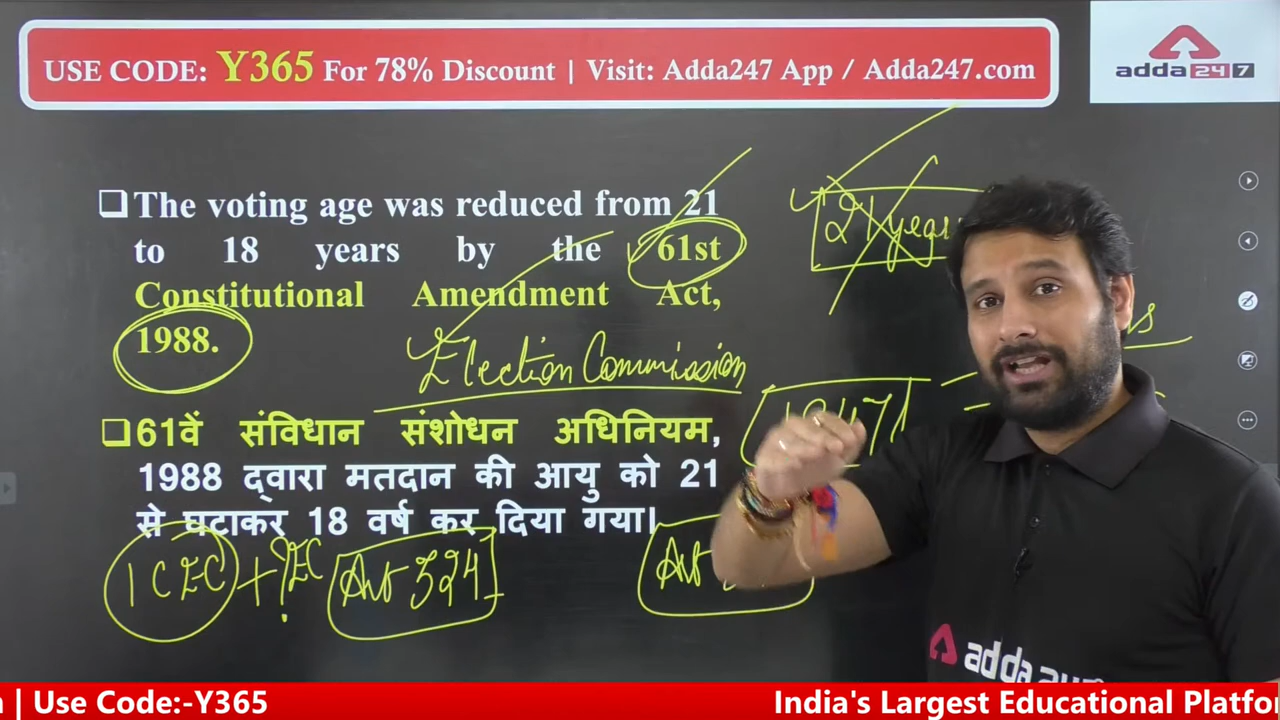 USE CODE: Y365 For 78% Discount | Visit: Adda247 App / Adda247.com
adda247
The voting age was reduced from 21
to 18 years by the 61st
Constitutional Amendment Act,
1988.
21 years
Election Commission
61वें संविधान संशोधन अधिनियम,
1988 द्वारा मतदान की आयु को 21
से घटाकर 18 वर्ष कर दिया गया।
1 CEC + ?EC
Art 324
Art
adda
| Use Code:-Y365
India's Largest Educational Platfo